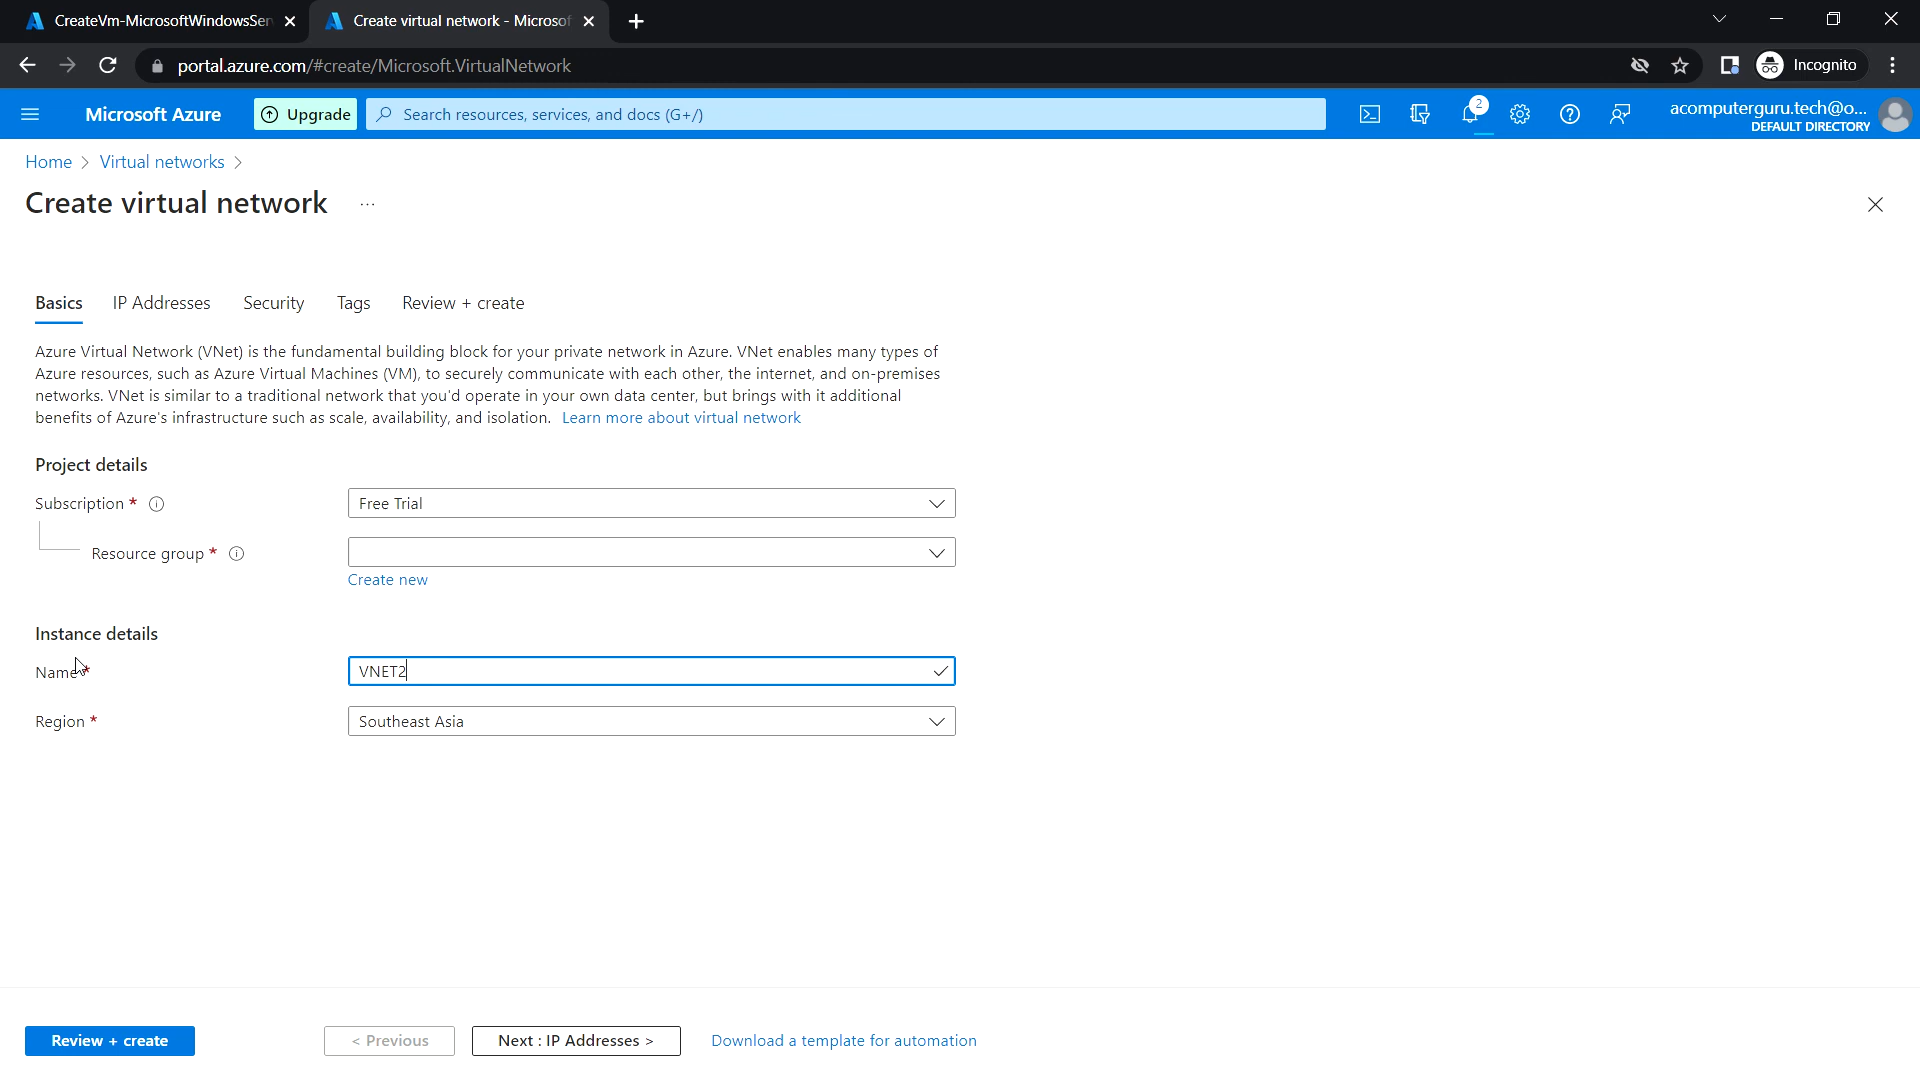 CreateVm-MicrosoftWindowsSer
Create virtual network - Microsof
portal.azure.com/#create/Microsoft.VirtualNetwork
Incognito
Microsoft Azure
Upgrade
Search resources, services, and docs (G+/)
2
acomputerguru.tech@o...
DEFAULT DIRECTORY
Home > Virtual networks >
Create virtual network ...
Basics IP Addresses Security Tags Review + create
Azure Virtual Network (VNet) is the fundamental building block for your private network in Azure. VNet enables many types of
Azure resources, such as Azure Virtual Machines (VM), to securely communicate with each other, the internet, and on-premises
networks. VNet is similar to a traditional network that you'd operate in your own data center, but brings with it additional
benefits of Azure's infrastructure such as scale, availability, and isolation. Learn more about virtual network
Project details
Subscription * Free Trial
Resource group *
Create new
Instance details
Name * VNET2
Region * Southeast Asia
Review + create
< Previous
Next : IP Addresses >
Download a template for automation